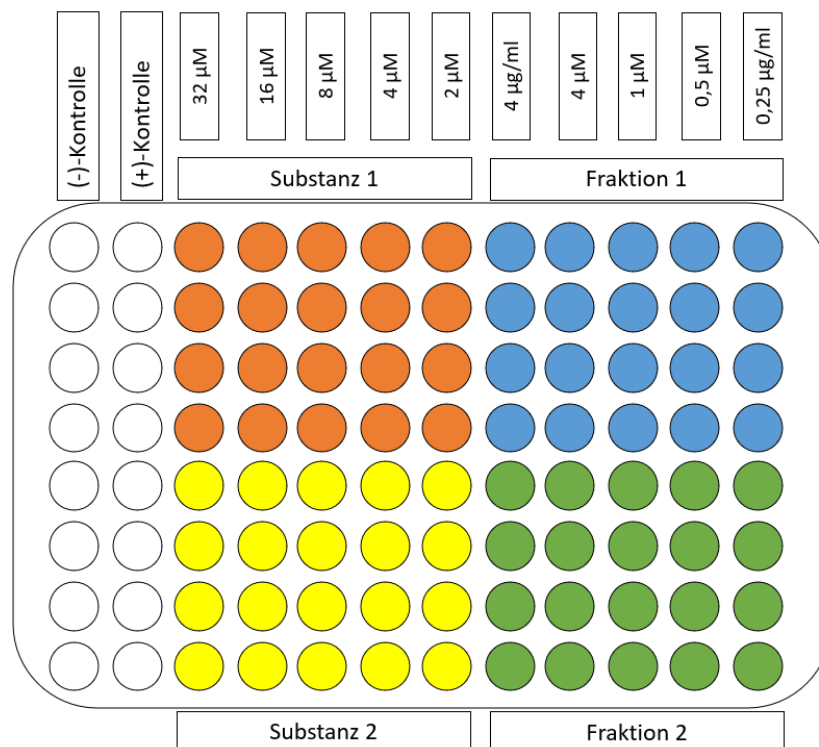 (-)-Kontrolle
(+)-Kontrolle
32 µM
16 µM
8 µM
4 µM
2 µM
4 µg/ml
4 µM
1 µM
0,5 µM
0,25 µg/ml
Substanz 1
Fraktion 1
Substanz 2
Fraktion 2